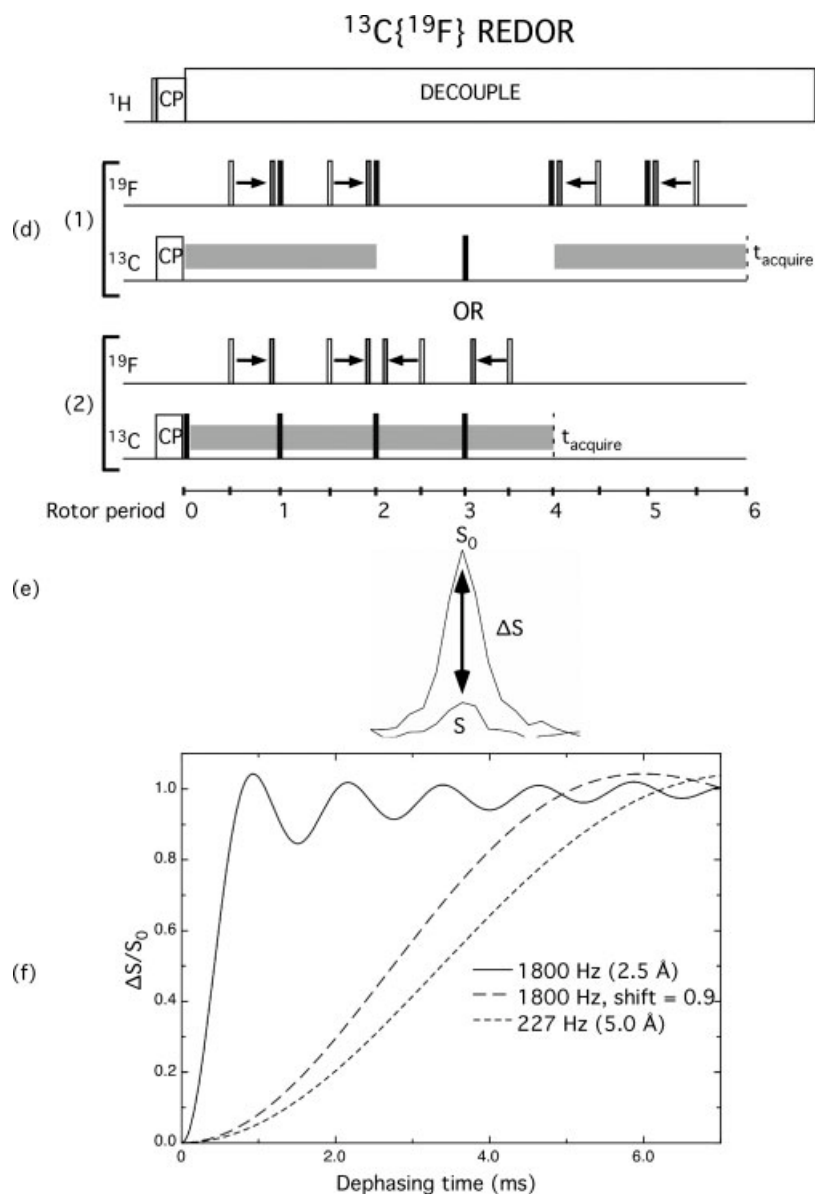 ¹³C{¹⁹F} REDOR
¹H
CP
DECOUPLE
(d)
(1)
¹⁹F
¹³C
CP
t_acquire
OR
(2)
¹⁹F
¹³C
CP
t_acquire
Rotor period
0 1 2 3 4 5 6
(e)
S₀
ΔS
S
(f)
ΔS/S₀
1.0
0.8
0.6
0.4
0.2
0.0
1800 Hz (2.5 Å)
1800 Hz, shift = 0.9
227 Hz (5.0 Å)
0 2.0 4.0 6.0
Dephasing time (ms)